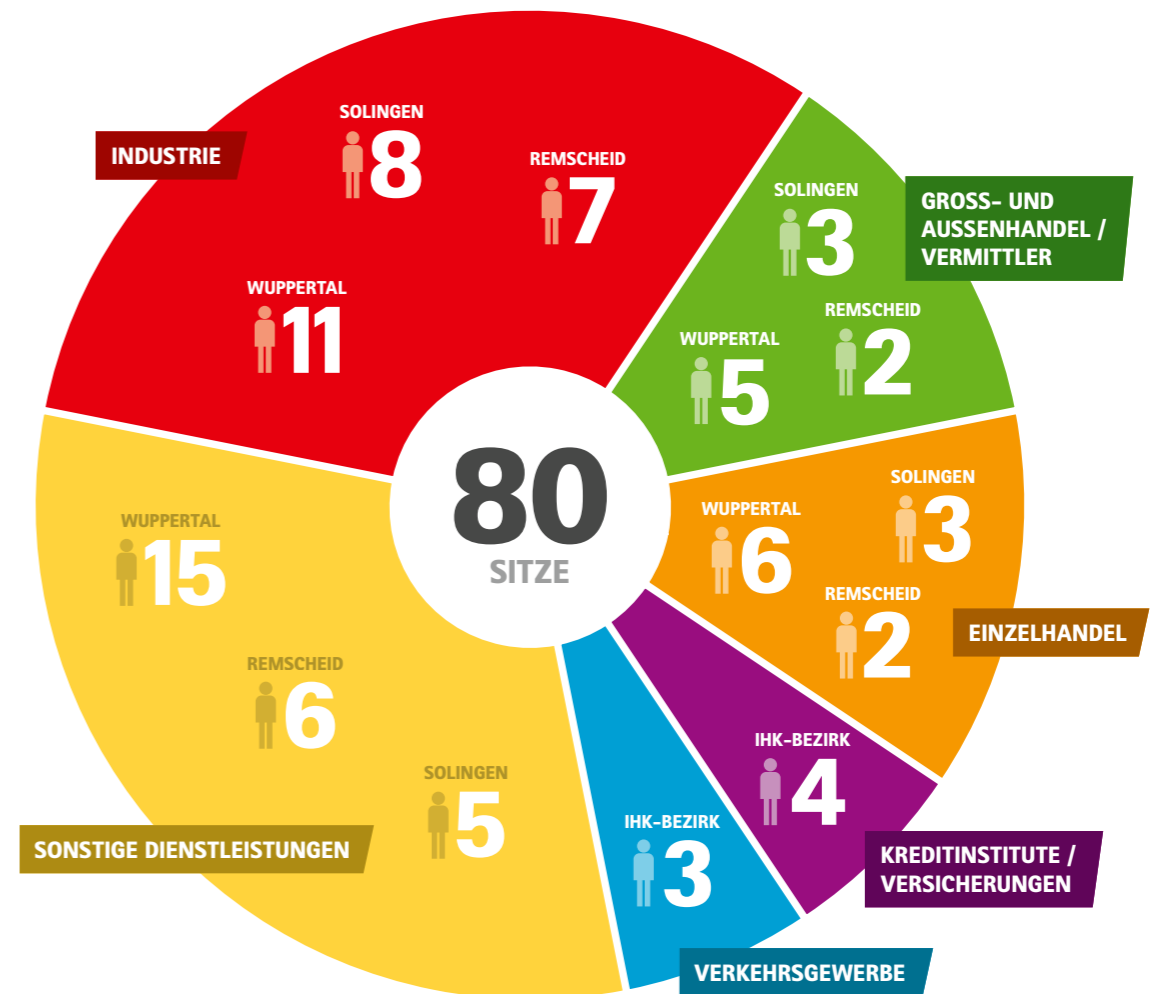 INDUSTRIE
SOLINGEN
8
REMSCHEID
7
WUPPERTAL
11
GROSS- UND
AUSSENHANDEL /
VERMITTLER
SOLINGEN
3
REMSCHEID
2
WUPPERTAL
5
80
SITZE
SOLINGEN
3
WUPPERTAL
6
REMSCHEID
2
EINZELHANDEL
IHK-BEZIRK
4
KREDITINSTITUTE /
VERSICHERUNGEN
IHK-BEZIRK
3
VERKEHRSGEWERBE
WUPPERTAL
15
REMSCHEID
6
SOLINGEN
5
SONSTIGE DIENSTLEISTUNGEN